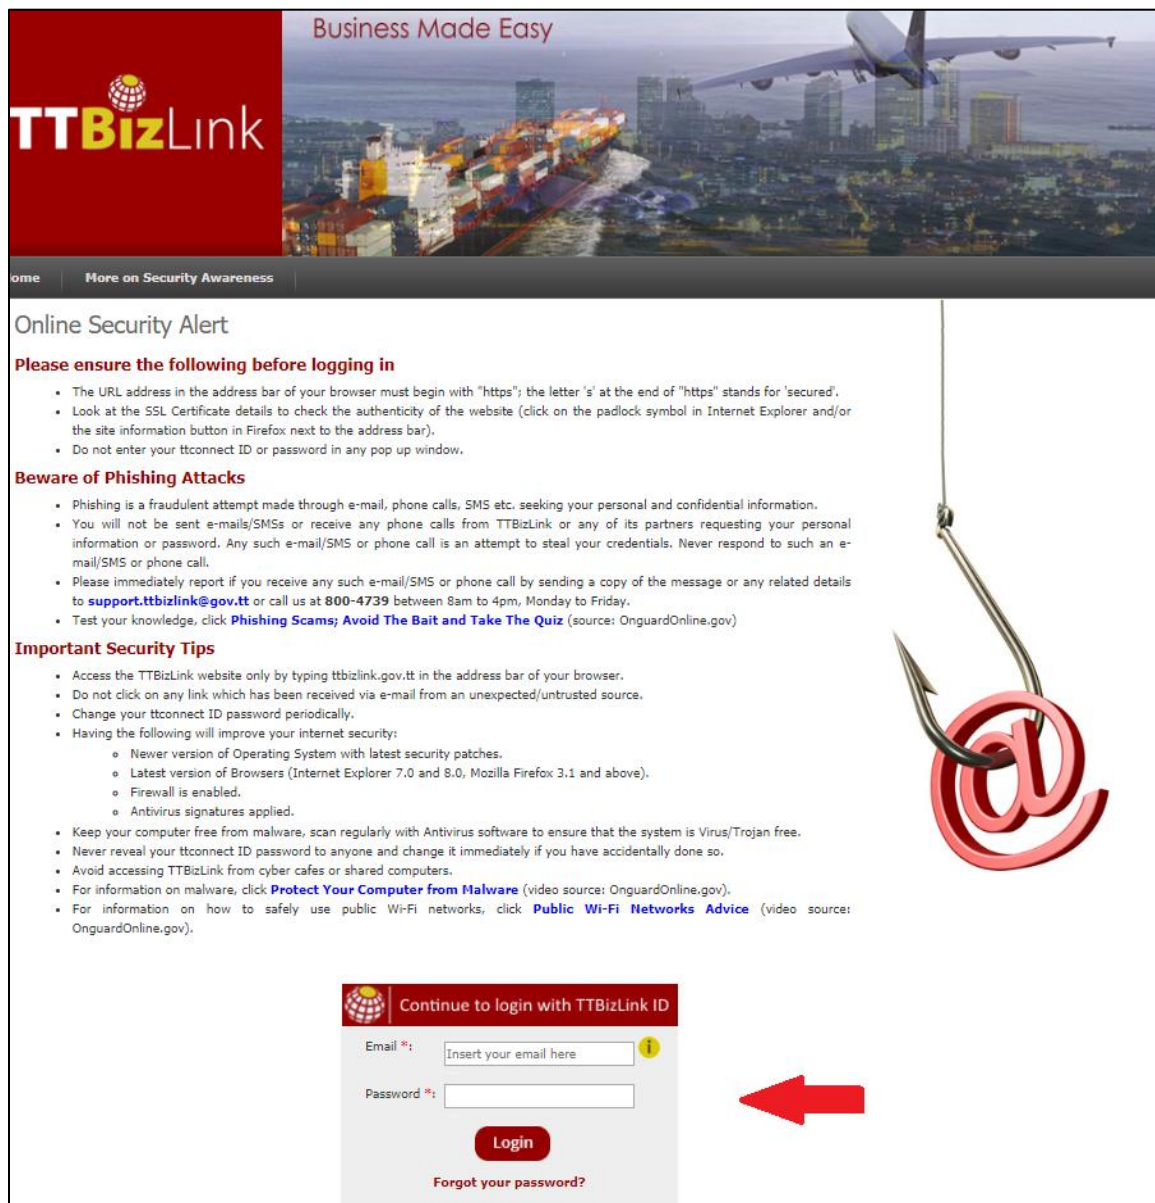 Business Made Easy
TTBizLink
ome
More on Security Awareness
Online Security Alert
Please ensure the following before logging in
• The URL address in the address bar of your browser must begin with "https"; the letter 's' at the end of "https" stands for 'secured'.
• Look at the SSL Certificate details to check the authenticity of the website (click on the padlock symbol in Internet Explorer and/or
the site information button in Firefox next to the address bar).
• Do not enter your ttconnect ID or password in any pop up window.
Beware of Phishing Attacks
• Phishing is a fraudulent attempt made through e-mail, phone calls, SMS etc. seeking your personal and confidential information.
• You will not be sent e-mails/SMSs or receive any phone calls from TTBizLink or any of its partners requesting your personal
information or password. Any such e-mail/SMS or phone call is an attempt to steal your credentials. Never respond to such an e-
mail/SMS or phone call.
• Please immediately report if you receive any such e-mail/SMS or phone call by sending a copy of the message or any related details
to support.ttbizlink@gov.tt or call us at 800-4739 between 8am to 4pm, Monday to Friday.
• Test your knowledge, click Phishing Scams; Avoid The Bait and Take The Quiz (source: OnguardOnline.gov)
Important Security Tips
• Access the TTBizLink website only by typing ttbizlink.gov.tt in the address bar of your browser.
• Do not click on any link which has been received via e-mail from an unexpected/untrusted source.
• Change your ttconnect ID password periodically.
• Having the following will improve your internet security:
∘ Newer version of Operating System with latest security patches.
∘ Latest version of Browsers (Internet Explorer 7.0 and 8.0, Mozilla Firefox 3.1 and above).
∘ Firewall is enabled.
∘ Antivirus signatures applied.
• Keep your computer free from malware, scan regularly with Antivirus software to ensure that the system is Virus/Trojan free.
• Never reveal your ttconnect ID password to anyone and change it immediately if you have accidentally done so.
• Avoid accessing TTBizLink from cyber cafes or shared computers.
• For information on malware, click Protect Your Computer from Malware (video source: OnguardOnline.gov).
• For information on how to safely use public Wi-Fi networks, click Public Wi-Fi Networks Advice (video source:
OnguardOnline.gov).
@
Continue to login with TTBizLink ID
Email *: Insert your email here i
Password *:
Login
Forgot your password?